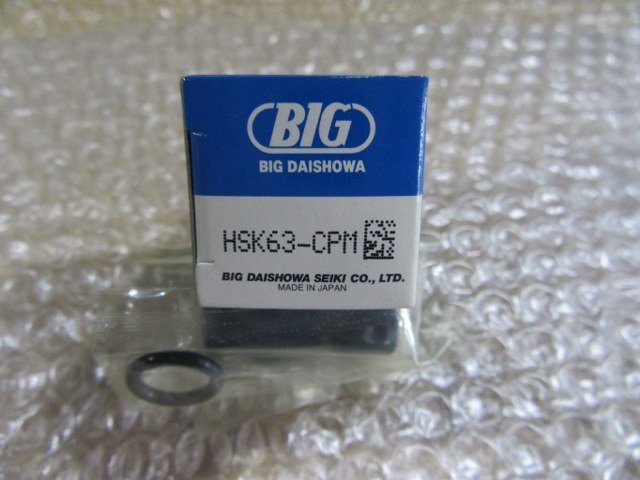 BIG
BIG DAISHOWA
HSK63-CPM
BIG DAISHOWA SEIKI CO., LTD.
MADE IN JAPAN